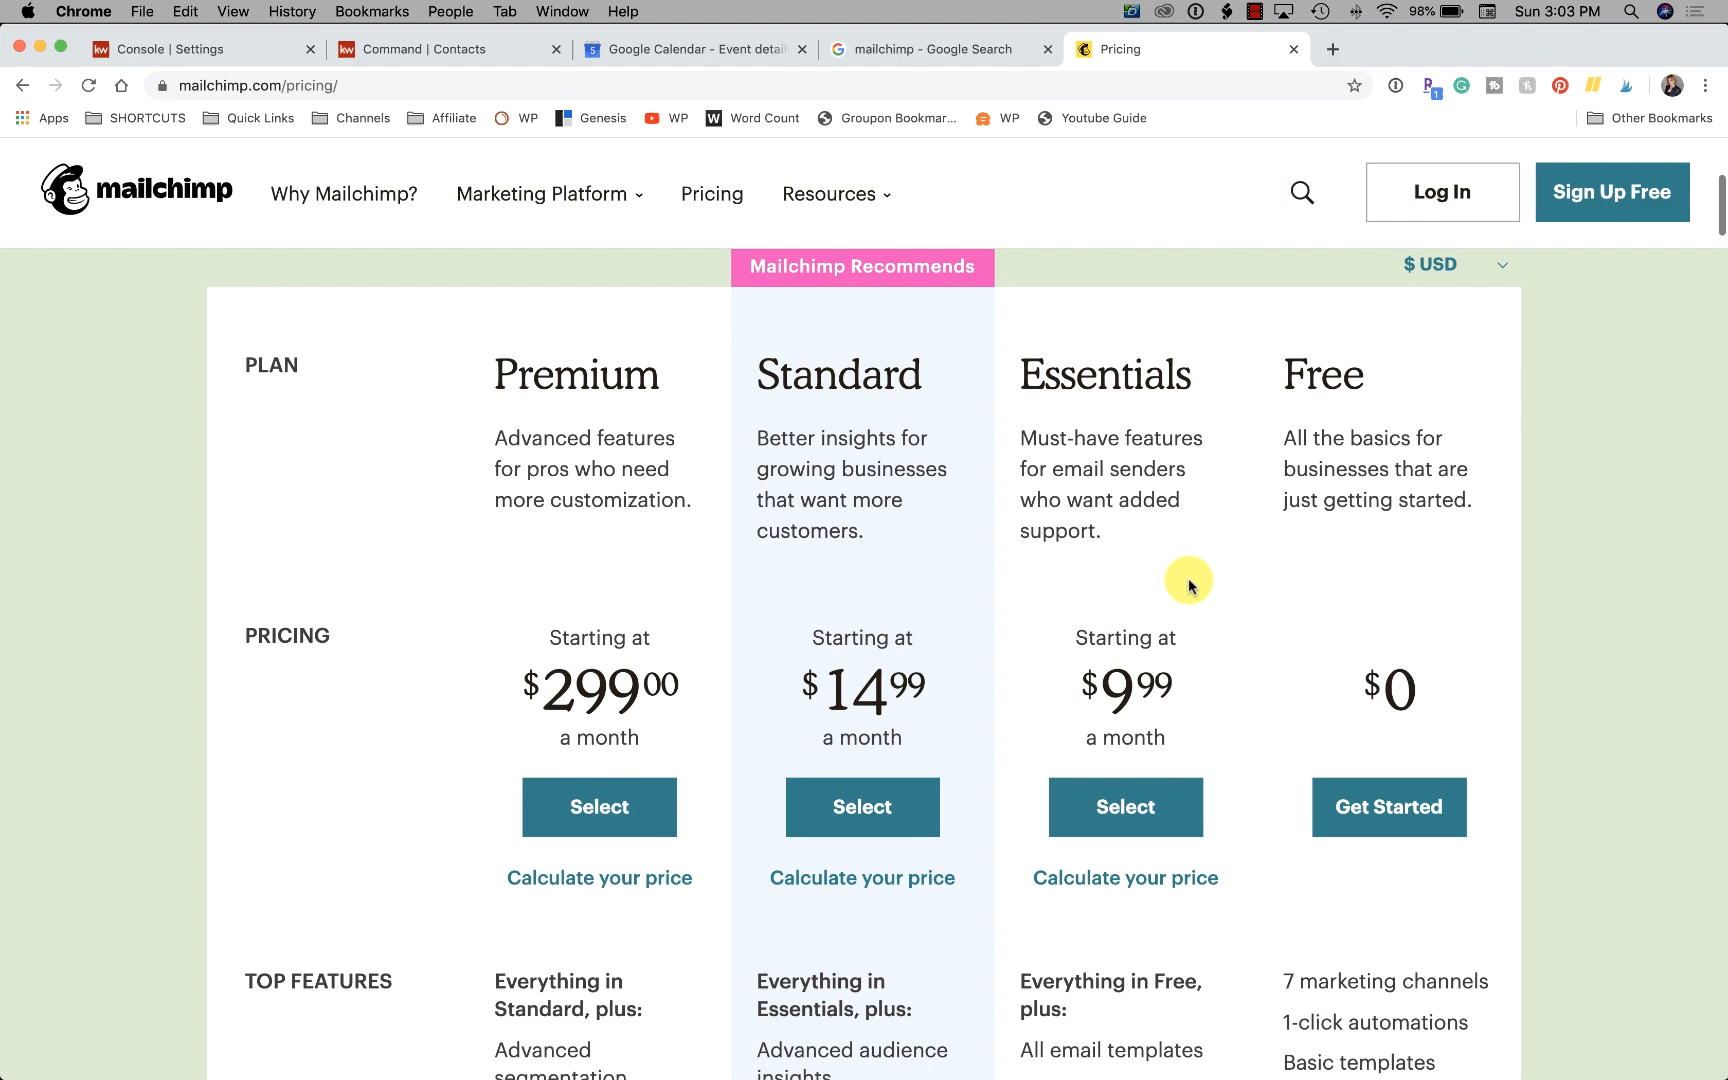 Chrome File Edit View History Bookmarks People Tab Window Help 98% Sun 3:03 PM
Console | Settings Command | Contacts Google Calendar - Event detail mailchimp - Google Search Pricing
mailchimp.com/pricing/
Apps SHORTCUTS Quick Links Channels Affiliate WP Genesis WP Word Count Groupon Bookmar... WP Youtube Guide Other Bookmarks
mailchimp Why Mailchimp? Marketing Platform Pricing Resources Log In Sign Up Free
Mailchimp Recommends $ USD
PLAN Premium Standard Essentials Free
Advanced features Better insights for Must-have features All the basics for
for pros who need growing businesses for email senders businesses that are
more customization. that want more who want added just getting started.
customers. support.
PRICING Starting at Starting at Starting at
$299 00 $14 99 $9 99 $0
a month a month a month
Select Select Select Get Started
Calculate your price Calculate your price Calculate your price
TOP FEATURES Everything in Everything in Everything in Free, 7 marketing channels
Standard, plus: Essentials, plus: plus: 1-click automations
Advanced Advanced audience All email templates Basic templates
segmentation insights